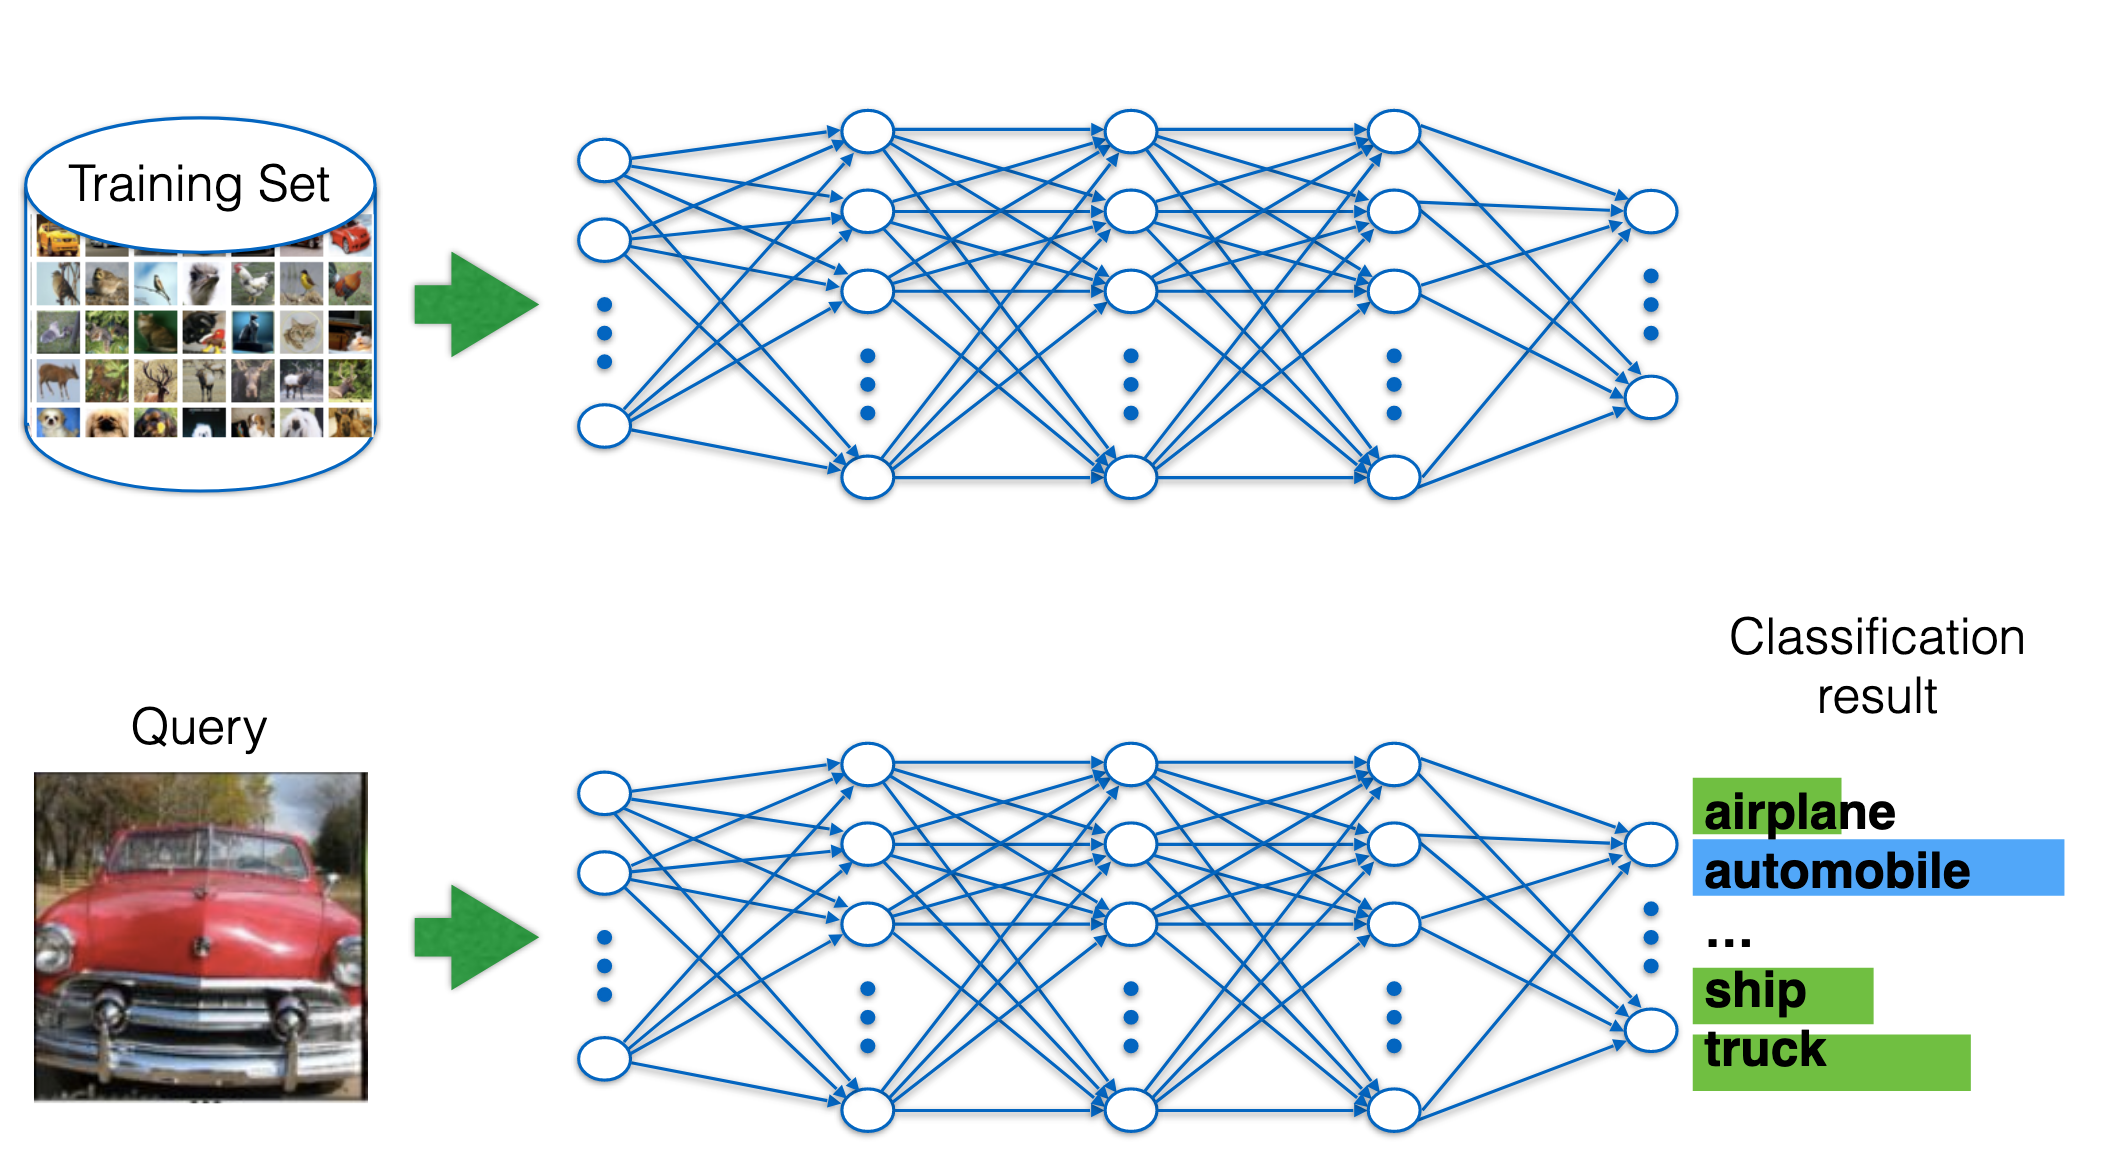 Training Set
Classification
result
Query
airplane
automobile
...
ship
truck